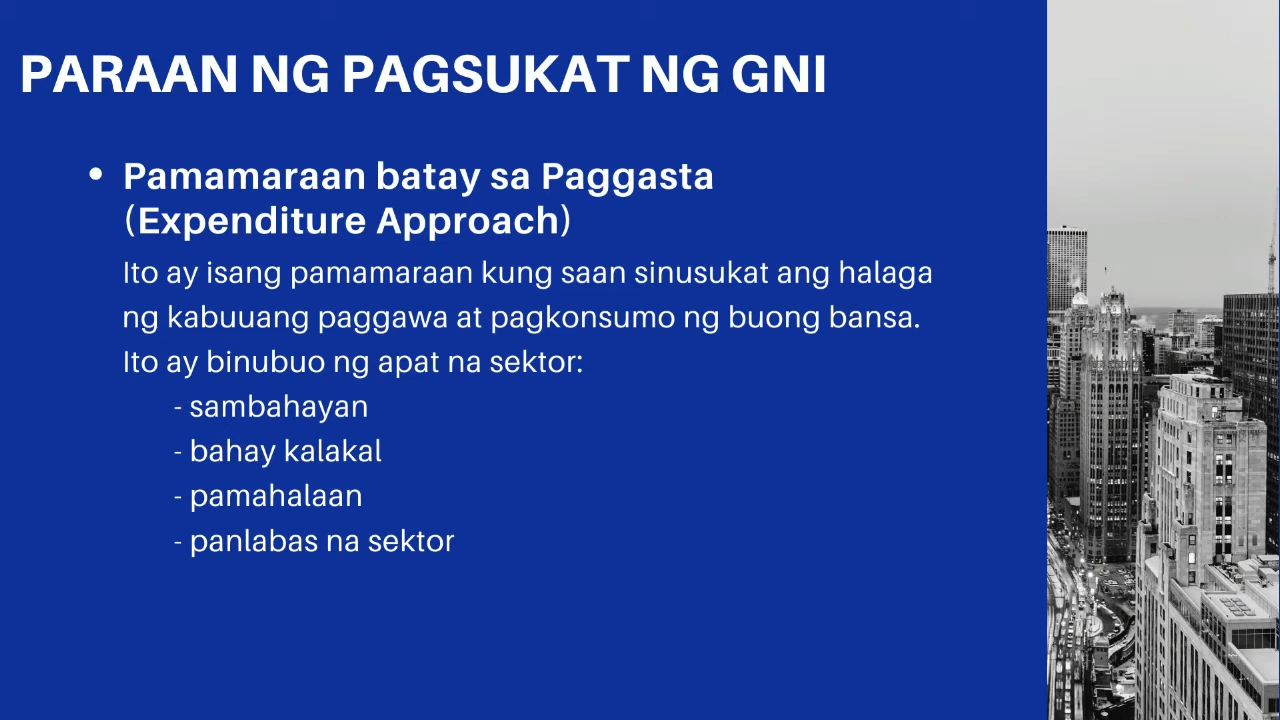 PARAAN NG PAGSUKAT NG GNI
• Pamamaraan batay sa Paggasta
(Expenditure Approach)
Ito ay isang pamamaraan kung saan sinusukat ang halaga
ng kabuuang paggawa at pagkonsumo ng buong bansa.
Ito ay binubuo ng apat na sektor:
- sambahayan
- bahay kalakal
- pamahalaan
- panlabas na sektor